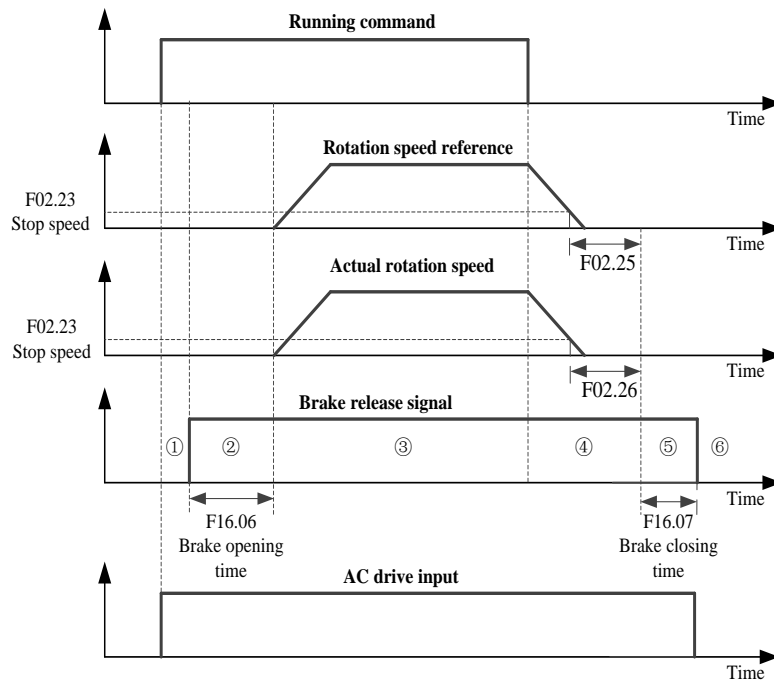 Running command
Time
Rotation speed reference
F02.23
Stop speed
Time
F02.25
Actual rotation speed
F02.23
Stop speed
Time
F02.26
Brake release signal
① ② ③ ④ ⑤ ⑥
Time
F16.06
Brake opening
time
F16.07
Brake closing
time
AC drive input
Time